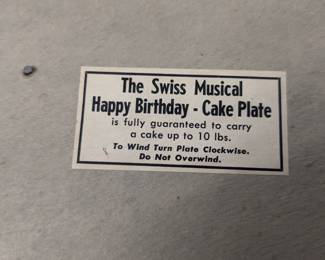 The Swiss Musical
Happy Birthday - Cake Plate
is fully guaranteed to carry
a cake up to 10 lbs.
To Wind Turn Plate Clockwise.
Do Not Overwind.